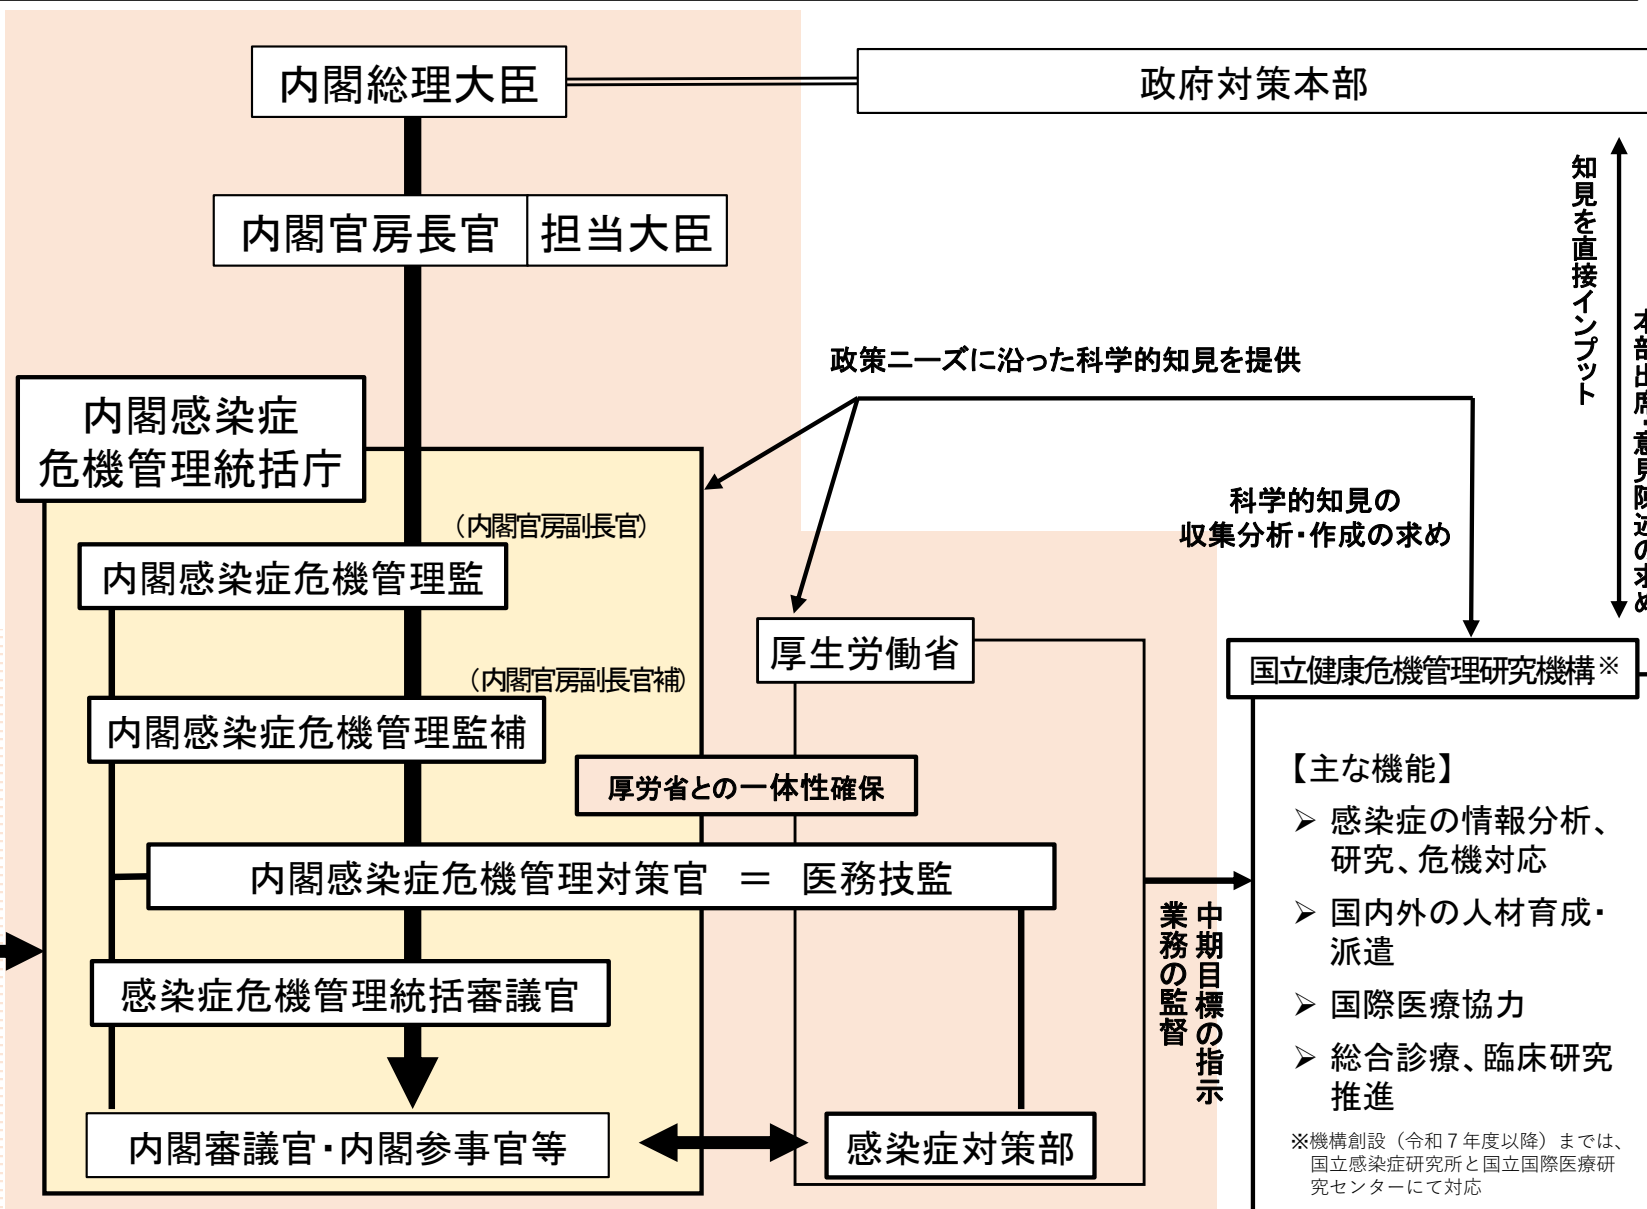 内閣総理大臣
政府対策本部
内閣官房長官
担当大臣
知見を直接インプット
本部出席・意見陳述の求め
政策ニーズに沿った科学的知見を提供
内閣感染症
危機管理統括庁
科学的知見の
収集分析・作成の求め
（内閣官房副長官）
内閣感染症危機管理監
厚生労働省
国立健康危機管理研究機構※
（内閣官房副長官補）
内閣感染症危機管理監補
厚労省との一体性確保
内閣感染症危機管理対策官 ＝ 医務技監
感染症危機管理統括審議官
中期目標の指示
業務の監督
内閣審議官・内閣参事官等
感染症対策部
【主な機能】
➢ 感染症の情報分析、
研究、危機対応
➢ 国内外の人材育成・
派遣
➢ 国際医療協力
➢ 総合診療、臨床研究
推進
※機構創設（令和７年度以降）までは、
国立感染症研究所と国立国際医療研
究センターにて対応